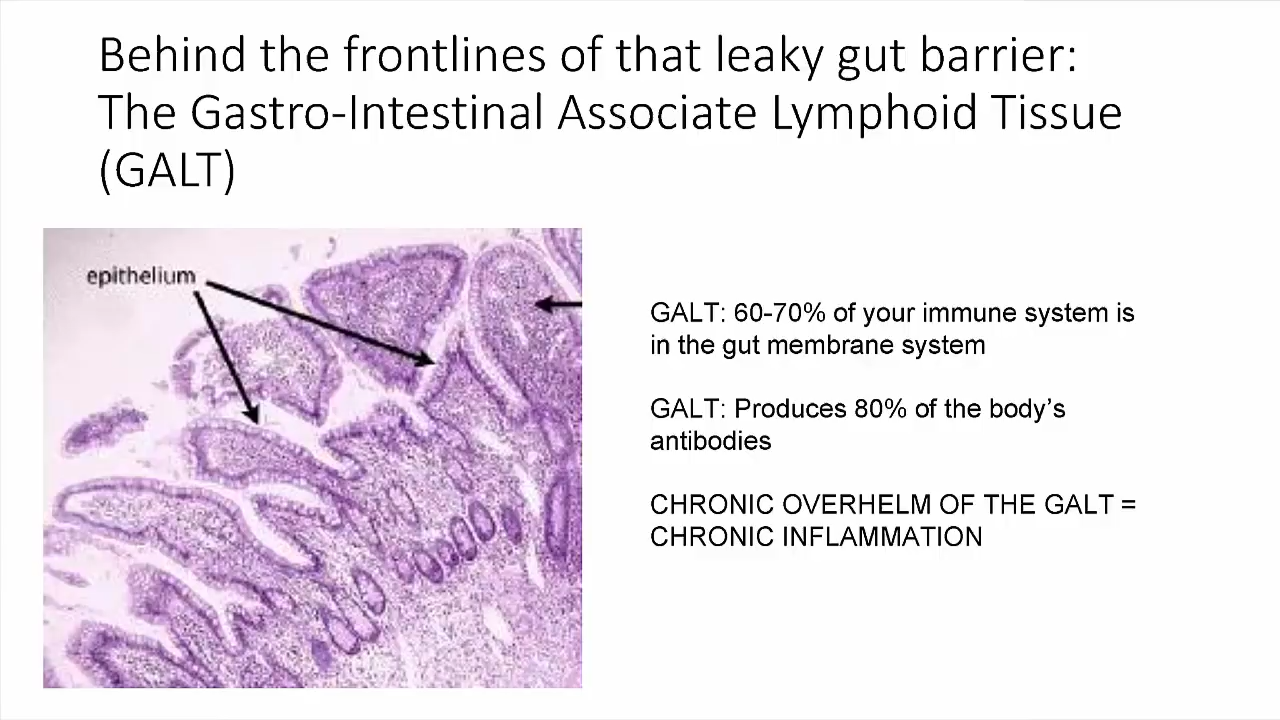 Behind the frontlines of that leaky gut barrier:
The Gastro-Intestinal Associate Lymphoid Tissue
(GALT)
epithelium
GALT: 60-70% of your immune system is
in the gut membrane system
GALT: Produces 80% of the body’s
antibodies
CHRONIC OVERHELM OF THE GALT =
CHRONIC INFLAMMATION